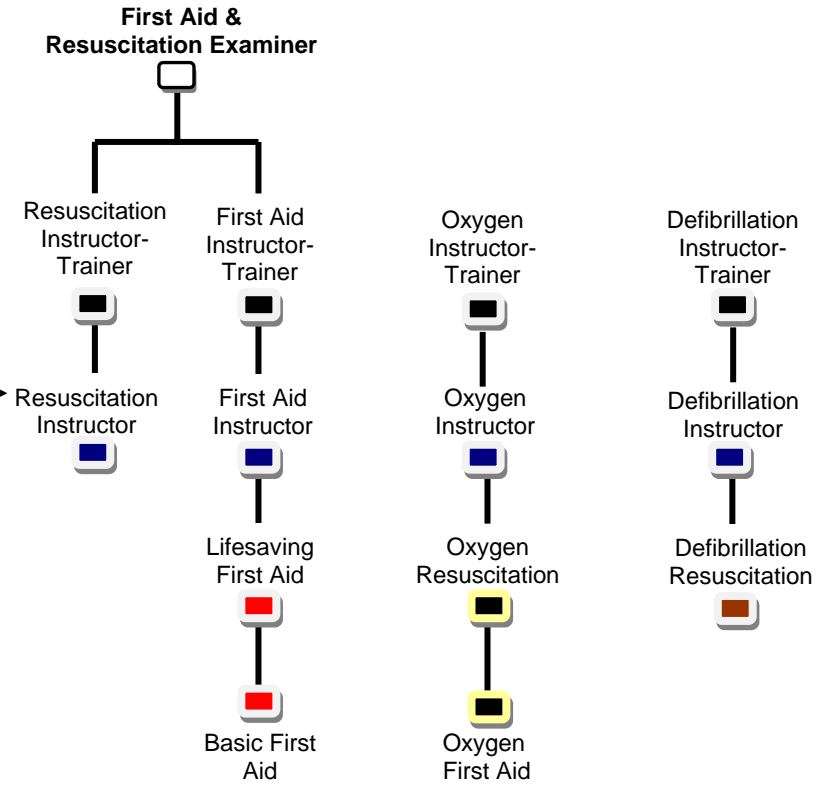 First Aid &
Resuscitation Examiner
Resuscitation
Instructor-
Trainer
First Aid
Instructor-
Trainer
Oxygen
Instructor-
Trainer
Defibrillation
Instructor-
Trainer
Resuscitation
Instructor
First Aid
Instructor
Oxygen
Instructor
Defibrillation
Instructor
Lifesaving
First Aid
Oxygen
Resuscitation
Defibrillation
Resuscitation
Basic First
Aid
Oxygen
First Aid